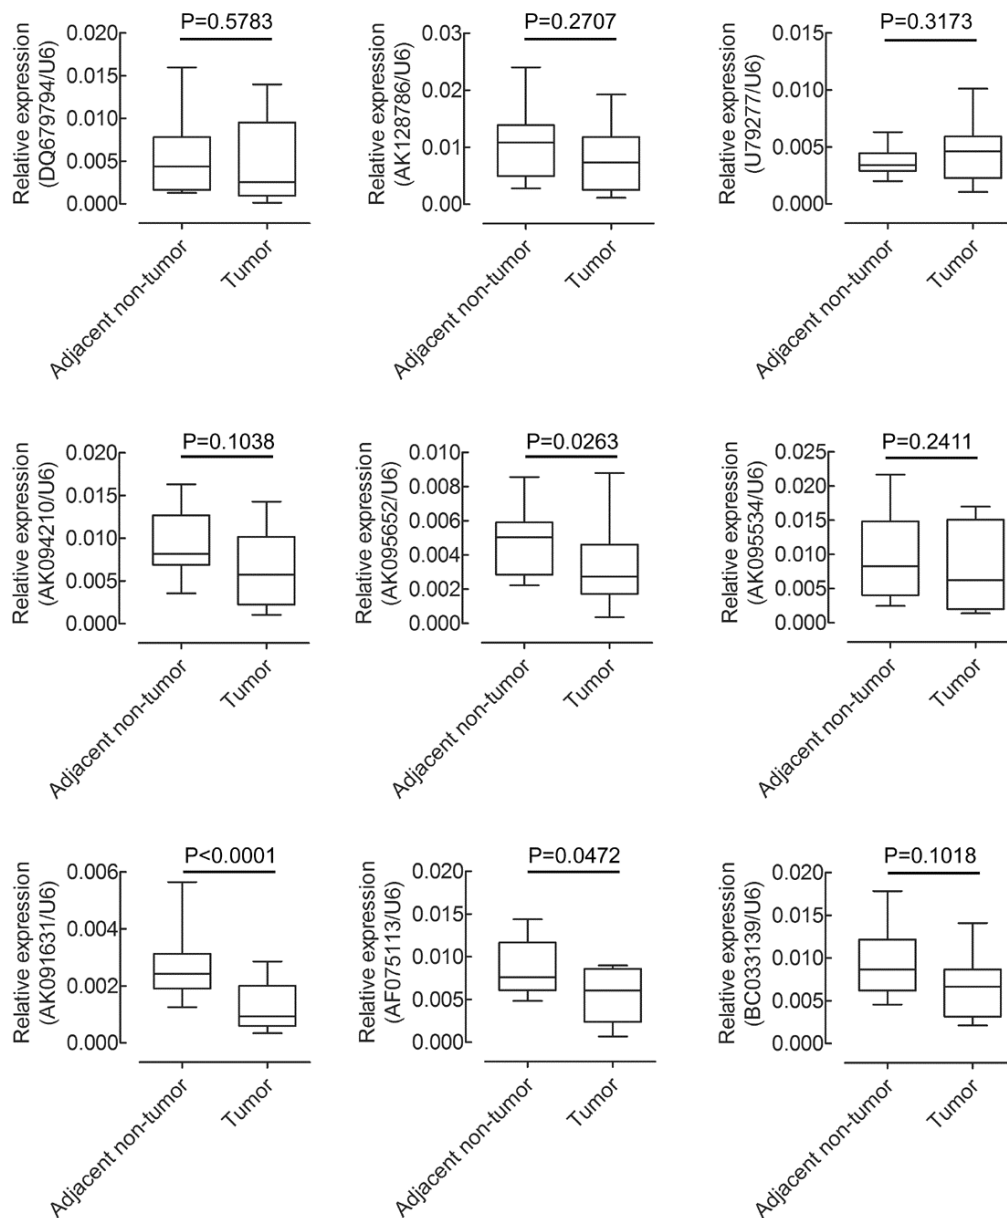 P=0.5783
Relative expression
(DQ679794/U6)
0.020
0.015
0.010
0.005
0.000
Adjacent non-tumor
Tumor
P=0.2707
Relative expression
(AK128786/U6)
0.03
0.02
0.01
0.00
Adjacent non-tumor
Tumor
P=0.3173
Relative expression
(U79277/U6)
0.015
0.010
0.005
0.000
Adjacent non-tumor
Tumor
P=0.1038
Relative expression
(AK094210/U6)
0.020
0.015
0.010
0.005
0.000
Adjacent non-tumor
Tumor
P=0.0263
Relative expression
(AK095652/U6)
0.010
0.008
0.006
0.004
0.002
0.000
Adjacent non-tumor
Tumor
P=0.2411
Relative expression
(AK095534/U6)
0.025
0.020
0.015
0.010
0.005
0.000
Adjacent non-tumor
Tumor
P<0.0001
Relative expression
(AK091631/U6)
0.006
0.004
0.002
0.000
Adjacent non-tumor
Tumor
P=0.0472
Relative expression
(AF075113/U6)
0.020
0.015
0.010
0.005
0.000
Adjacent non-tumor
Tumor
P=0.1018
Relative expression
(BC033139/U6)
0.020
0.015
0.010
0.005
0.000
Adjacent non-tumor
Tumor